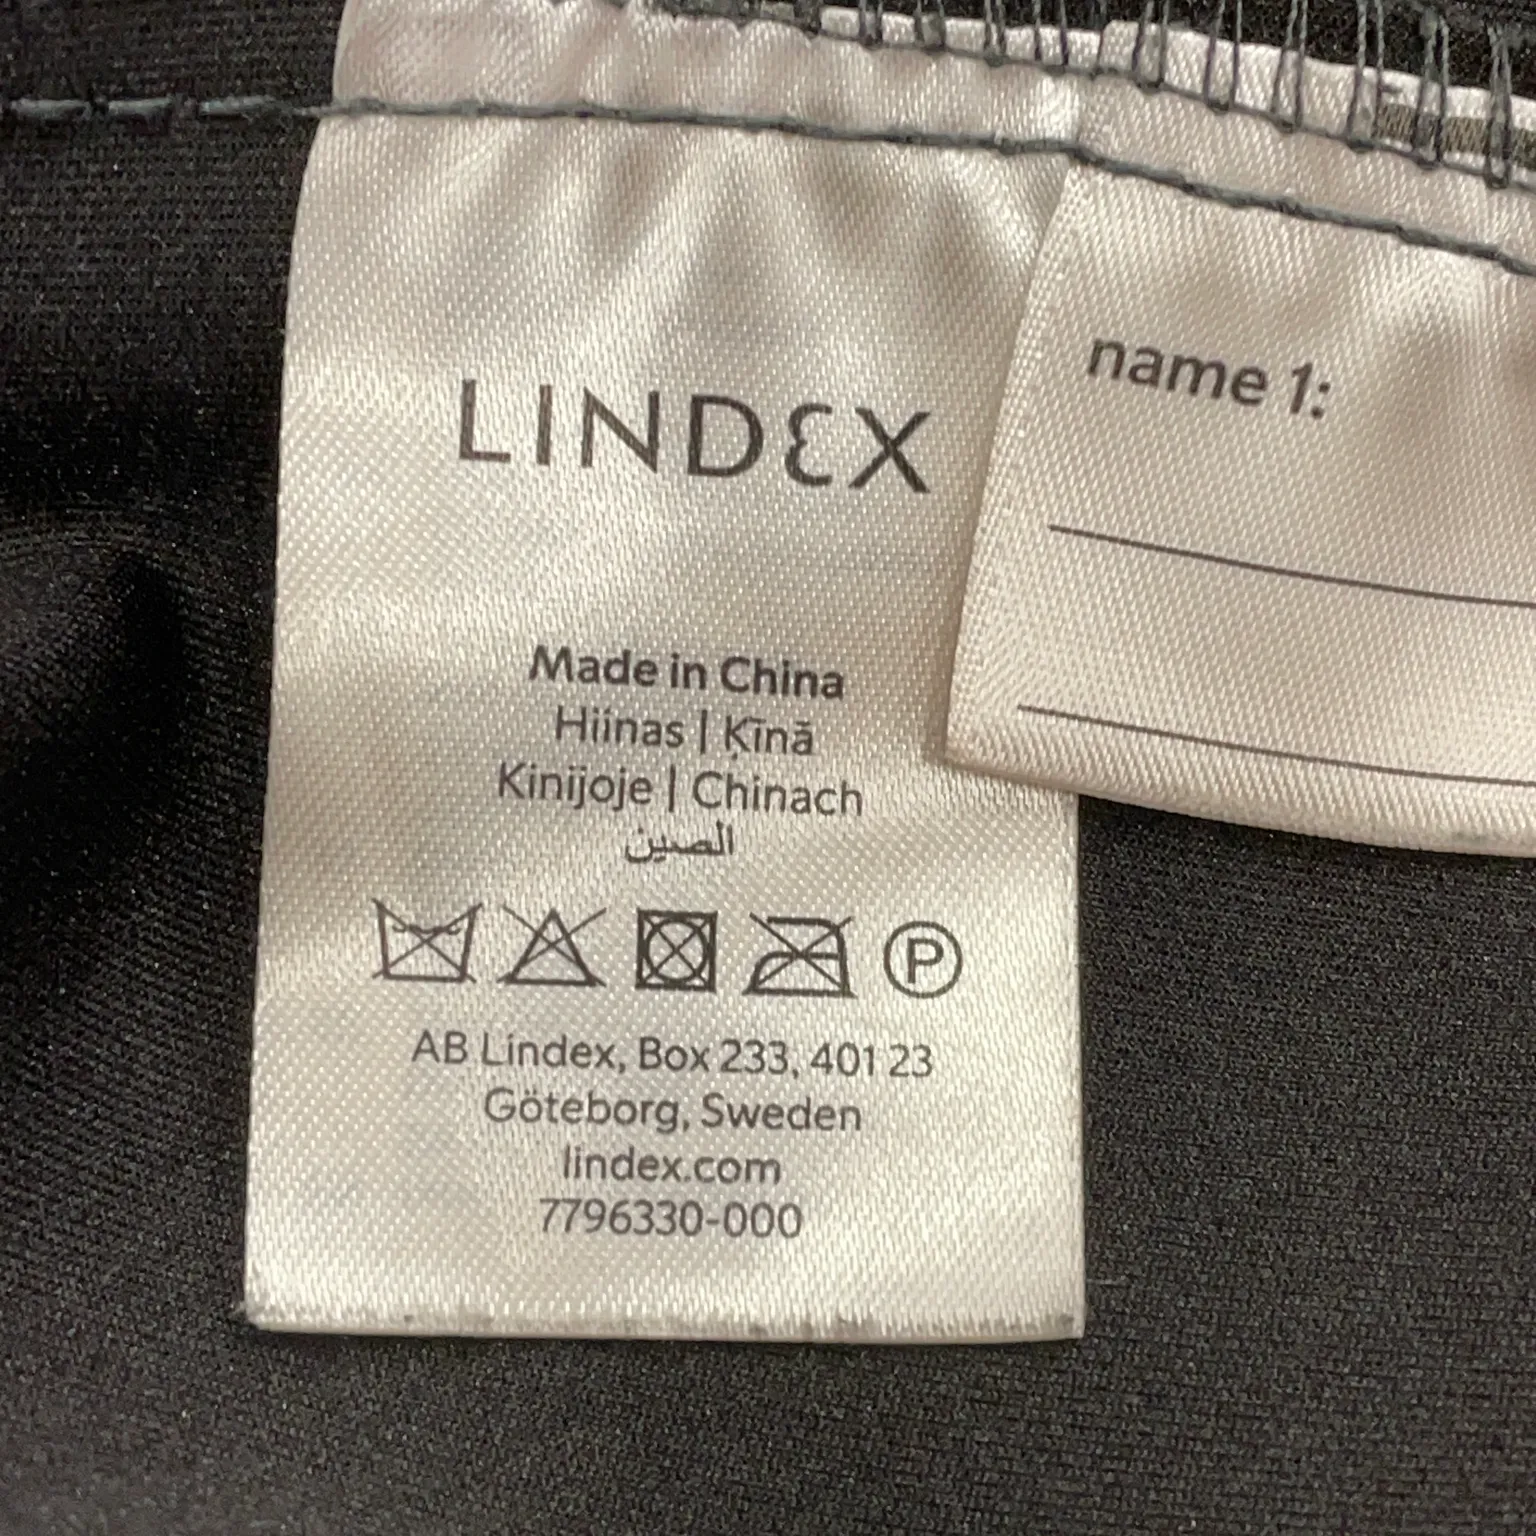 LINDEX
Made in China
Hiinas | Ķīnā
Kinijoje | Chinach
الصين
P
AB Lindex, Box 233, 401 23
Göteborg, Sweden
lindex.com
7796330-000
name 1: